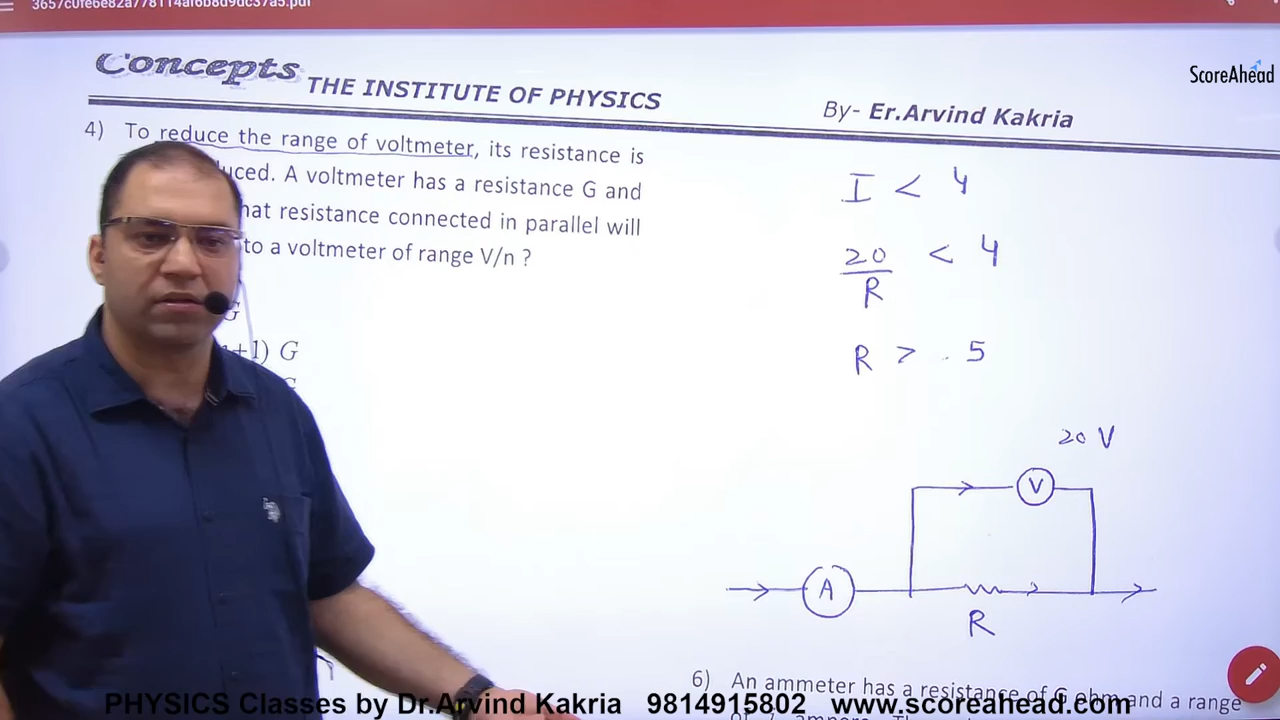 3657c0fe6e82a778114af6b8d9dc37a5.pdf
Concepts THE INSTITUTE OF PHYSICS
By- Er.Arvind Kakria
ScoreAhead
4) To reduce the range of voltmeter, its resistance is
uced. A voltmeter has a resistance G and
hat resistance connected in parallel will
to a voltmeter of range V/n ?
G
+1) G
I < 4
20/R < 4
R > .5
20 V
V
A
R
6) An ammeter has a resistance of G ohm and a range
PHYSICS Classes by Dr.Arvind Kakria 9814915802 www.scoreahead.com